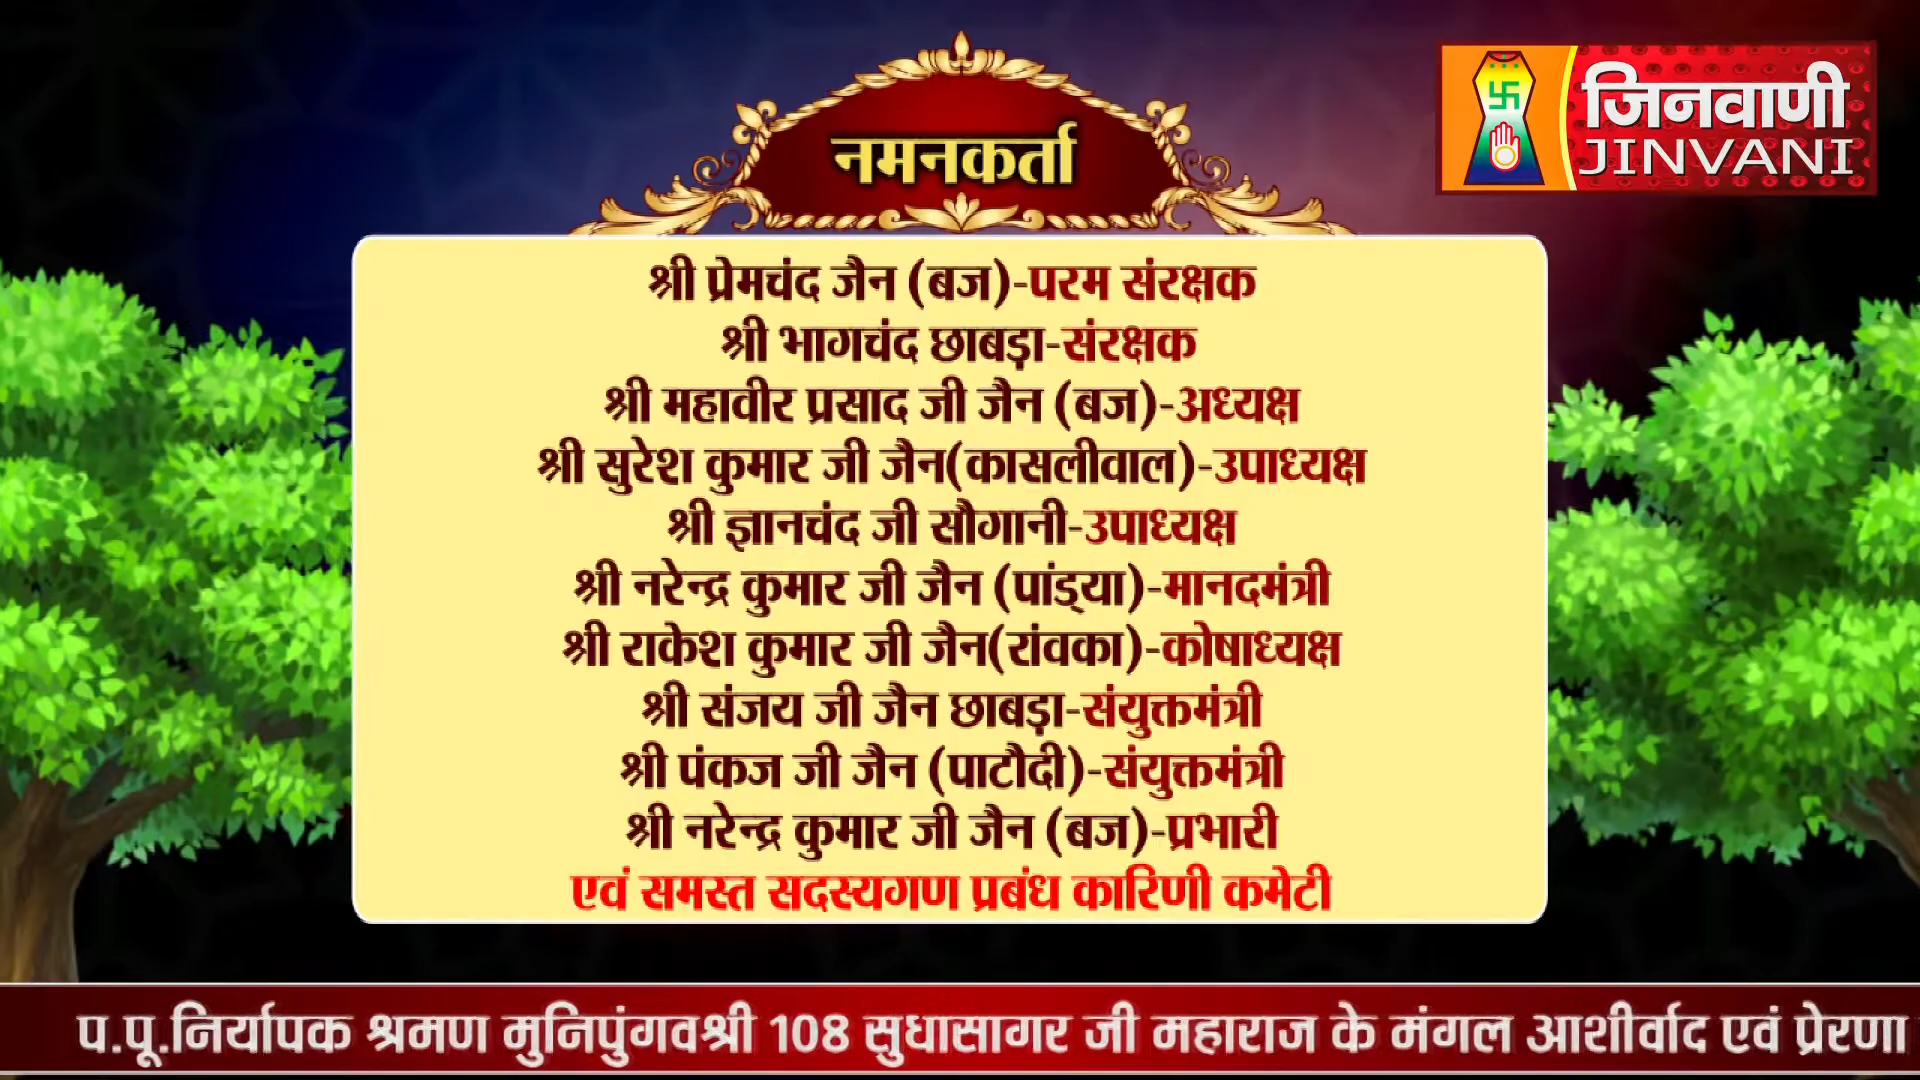 नमनकर्ता
जिनवाणी
JINVANI
श्री प्रेमचंद जैन (बज)-परम संरक्षक
श्री भागचंद छाबड़ा-संरक्षक
श्री महावीर प्रसाद जी जैन (बज)-अध्यक्ष
श्री सुरेश कुमार जी जैन(कासलीवाल)-उपाध्यक्ष
श्री ज्ञानचंद जी सौगानी-उपाध्यक्ष
श्री नरेन्द्र कुमार जी जैन (पांड्या)-मानदमंत्री
श्री राकेश कुमार जी जैन(रांवका)-कोषाध्यक्ष
श्री संजय जी जैन छाबड़ा-संयुक्तमंत्री
श्री पंकज जी जैन (पाटौदी)-संयुक्तमंत्री
श्री नरेन्द्र कुमार जी जैन (बज)-प्रभारी
एवं समस्त सदस्यगण प्रबंध कारिणी कमेटी
प.पू.निर्यापक श्रमण मुनिपुंगवश्री 108 सुधासागर जी महाराज के मंगल आशीर्वाद एवं प्रेरणा